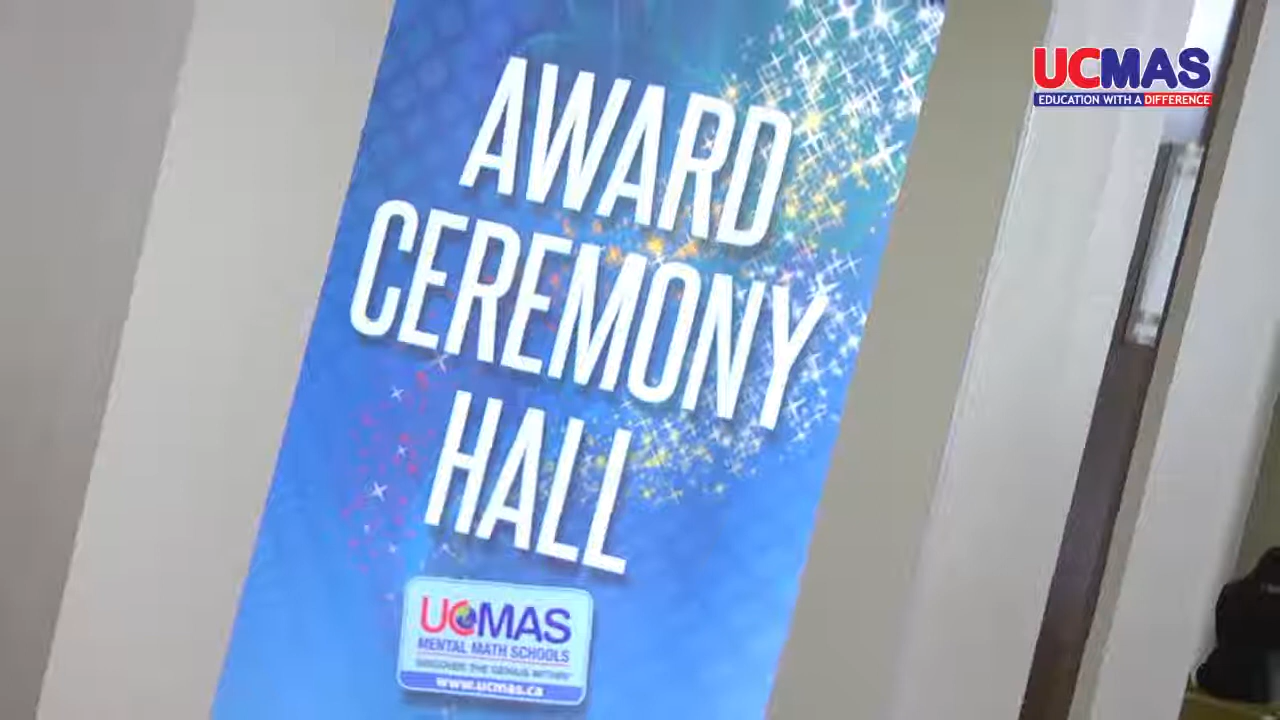 UCMAS
EDUCATION WITH A DIFFERENCE
AWARD
CEREMONY
HALL
UCMAS
MENTAL MATH SCHOOLS
DISCOVER THE GENIUS WITHIN
www.ucmas.ca